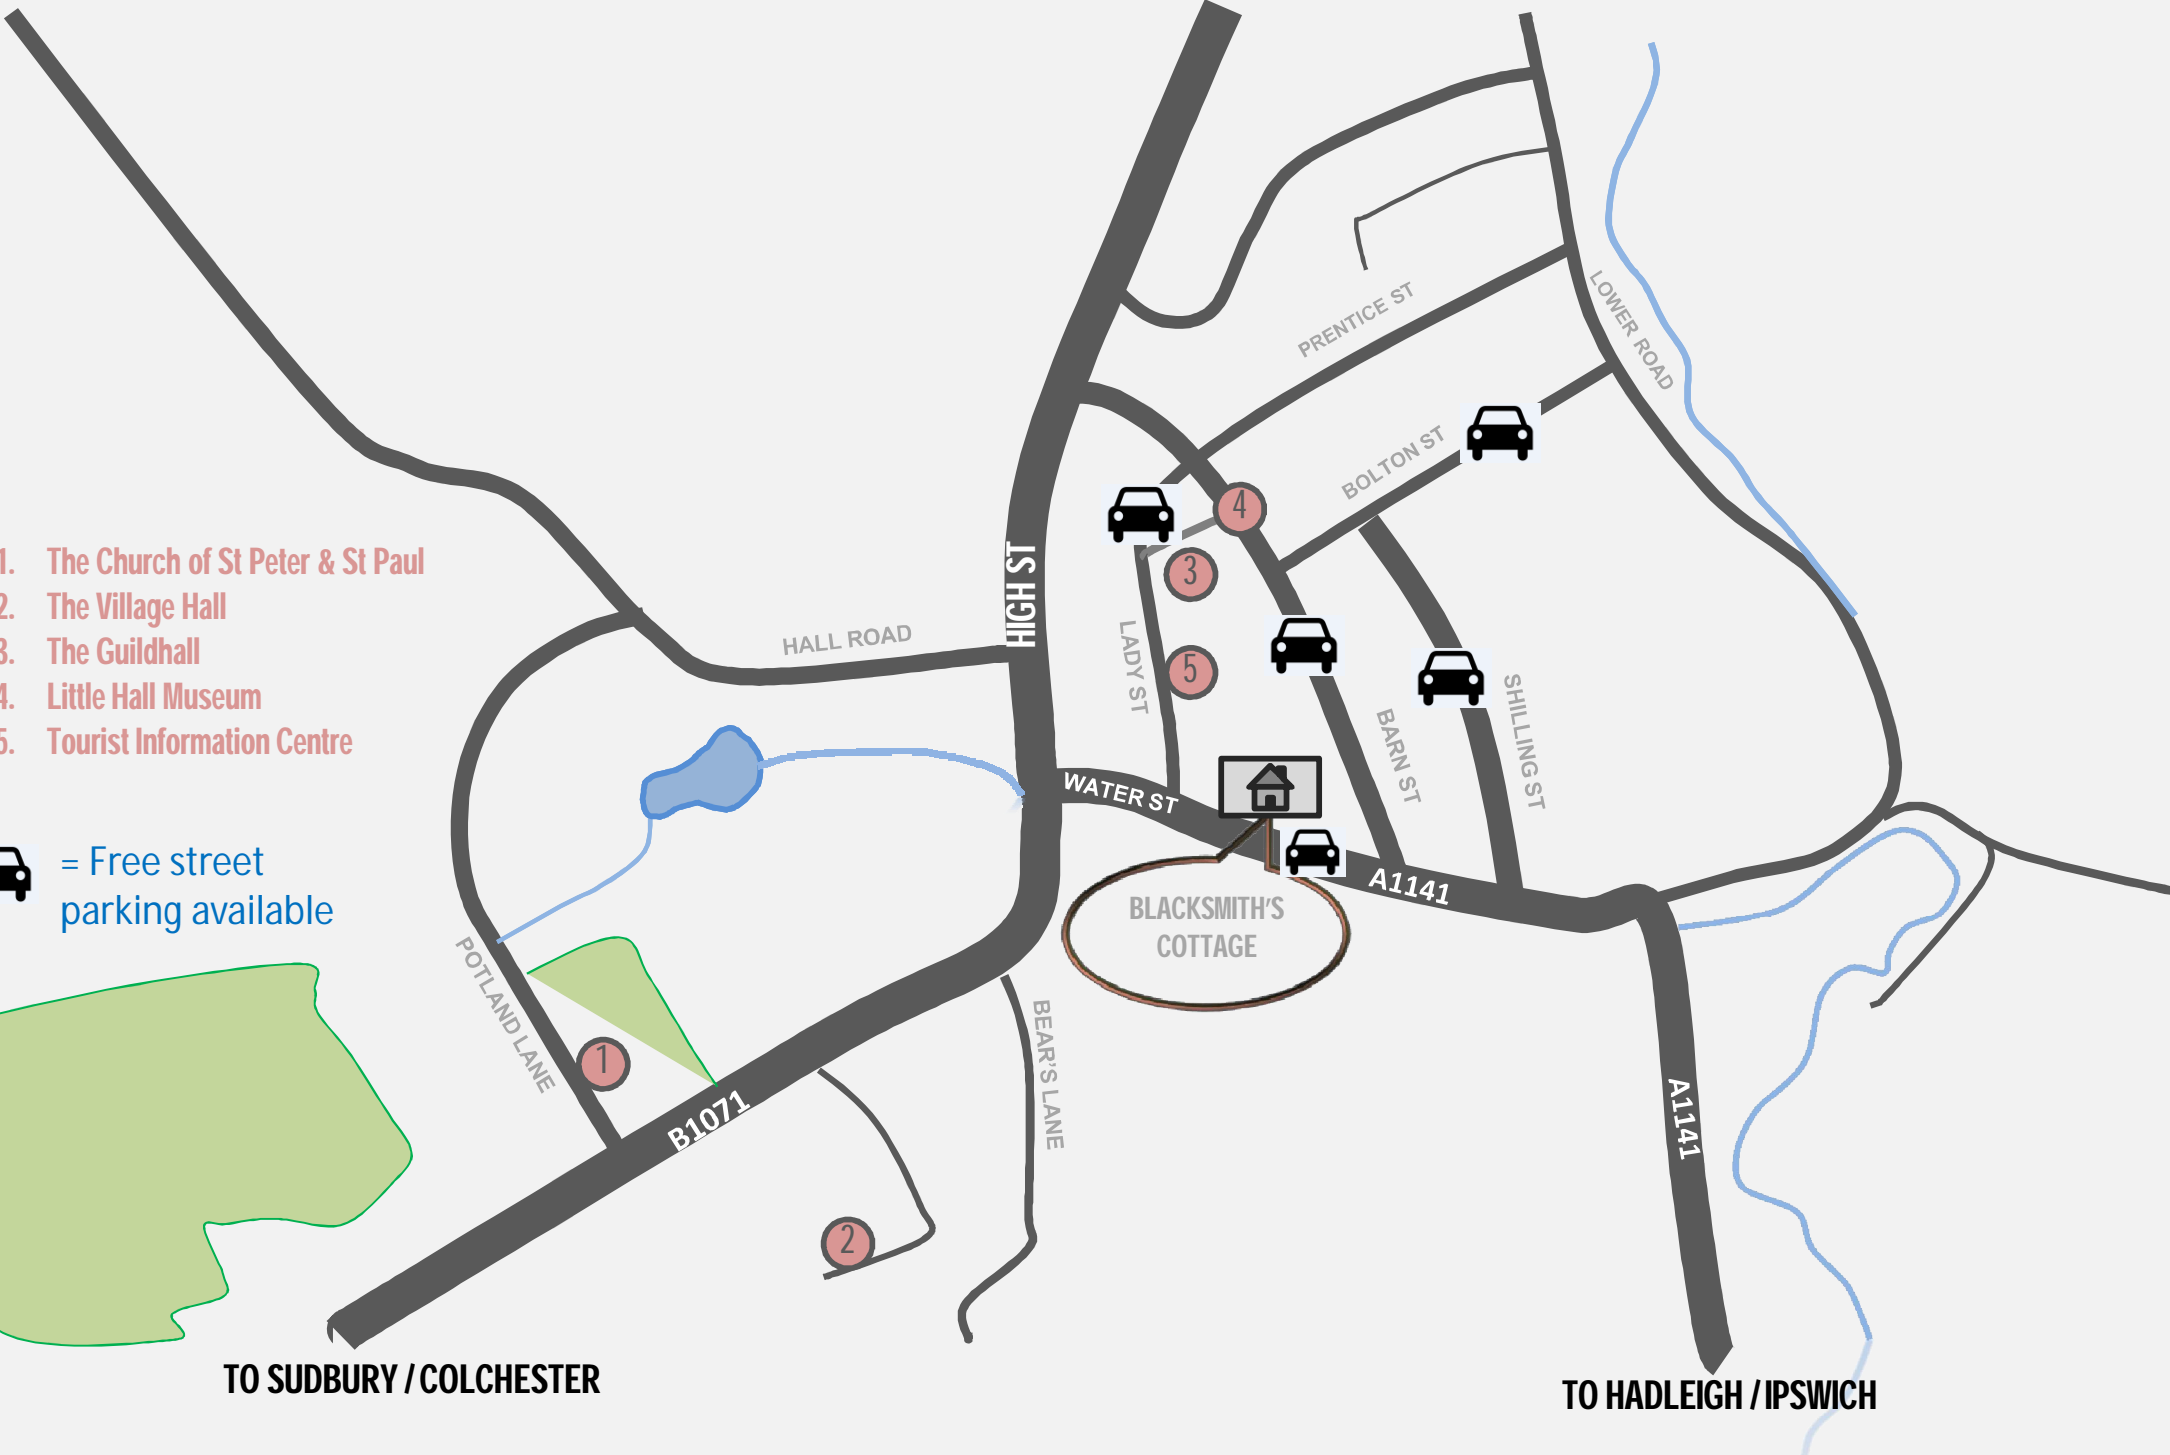 PRENTICE ST
LOWER ROAD
BOLTON ST
4
HIGH ST
3
1. The Church of St Peter & St Paul
2. The Village Hall
3. The Guildhall
4. Little Hall Museum
5. Tourist Information Centre
HALL ROAD
LADY ST
5
BARN ST
SHILLING ST
WATER ST
= Free street
parking available
A1141
BLACKSMITH'S
COTTAGE
POTLAND LANE
1
B1071
BEAR'S LANE
A1141
2
TO SUDBURY / COLCHESTER
TO HADLEIGH / IPSWICH